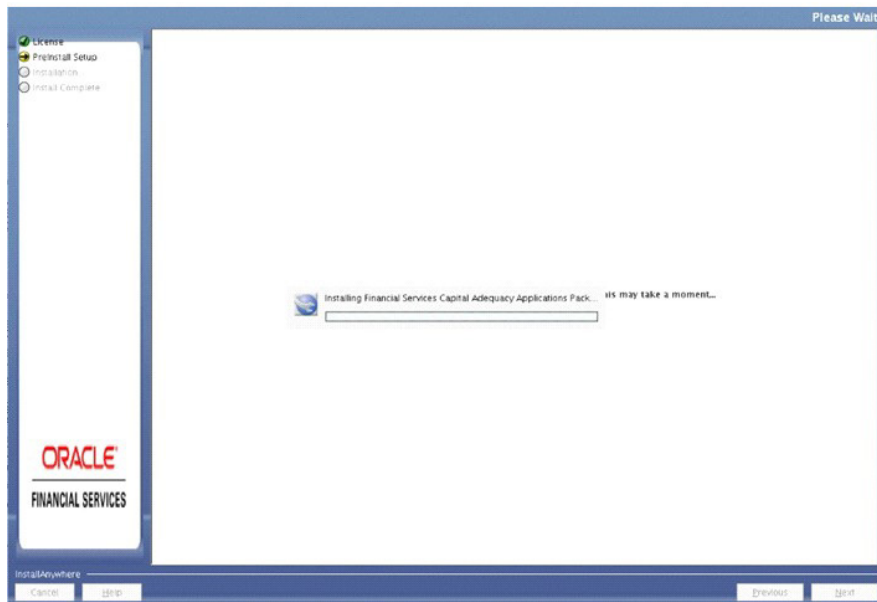 Please Wait
License
PreInstall Setup
Installation...
Install Complete
Installing Financial Services Capital Adequacy Applications Pack...
is may take a moment...
ORACLE
FINANCIAL SERVICES
InstallAnywhere
Cancel
Help
Previous
Next